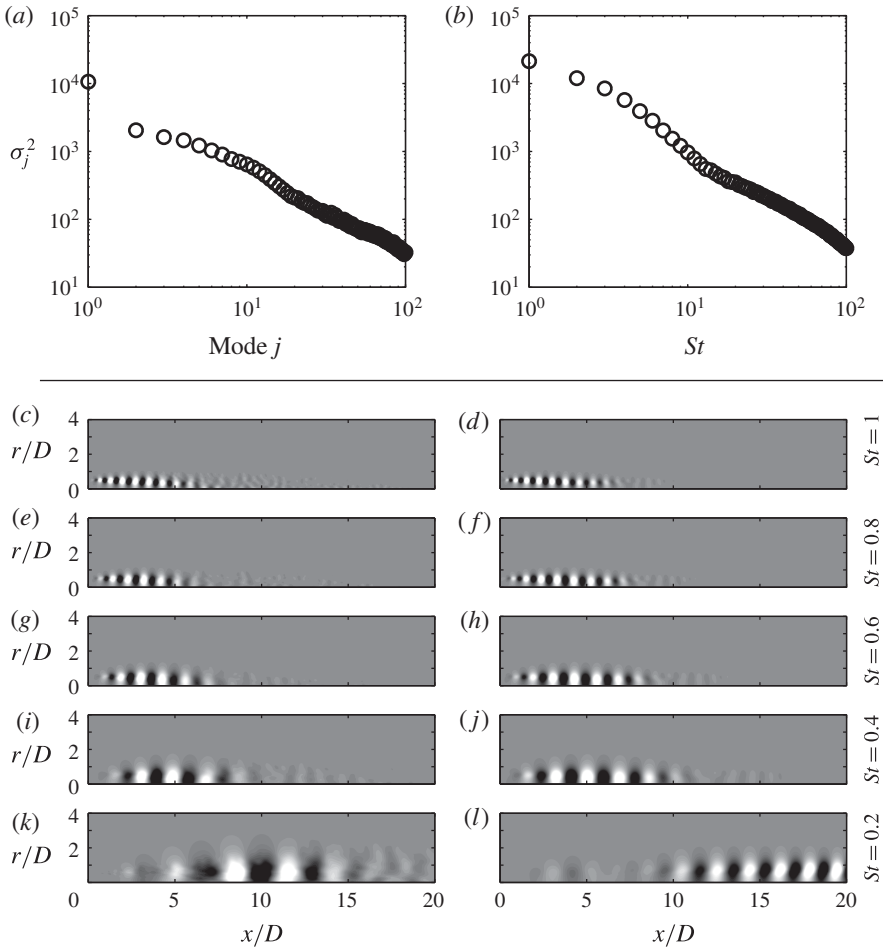 (a) (b)
10^5 10^5
10^4 10^4
σ_j^2 10^3 10^3
10^2 10^2
10^1 10^1
10^0 10^1 10^2 10^0 10^1 10^2
Mode j St
(c) 4 (d)
r/D 2 St = 1
0
(e) 4 (f)
r/D 2 St = 0.8
0
(g) 4 (h)
r/D 2 St = 0.6
0
(i) 4 (j)
r/D 2 St = 0.4
0
(k) 4 (l)
r/D 2 St = 0.2
0 5 10 15 20 0 5 10 15 20
x/D x/D